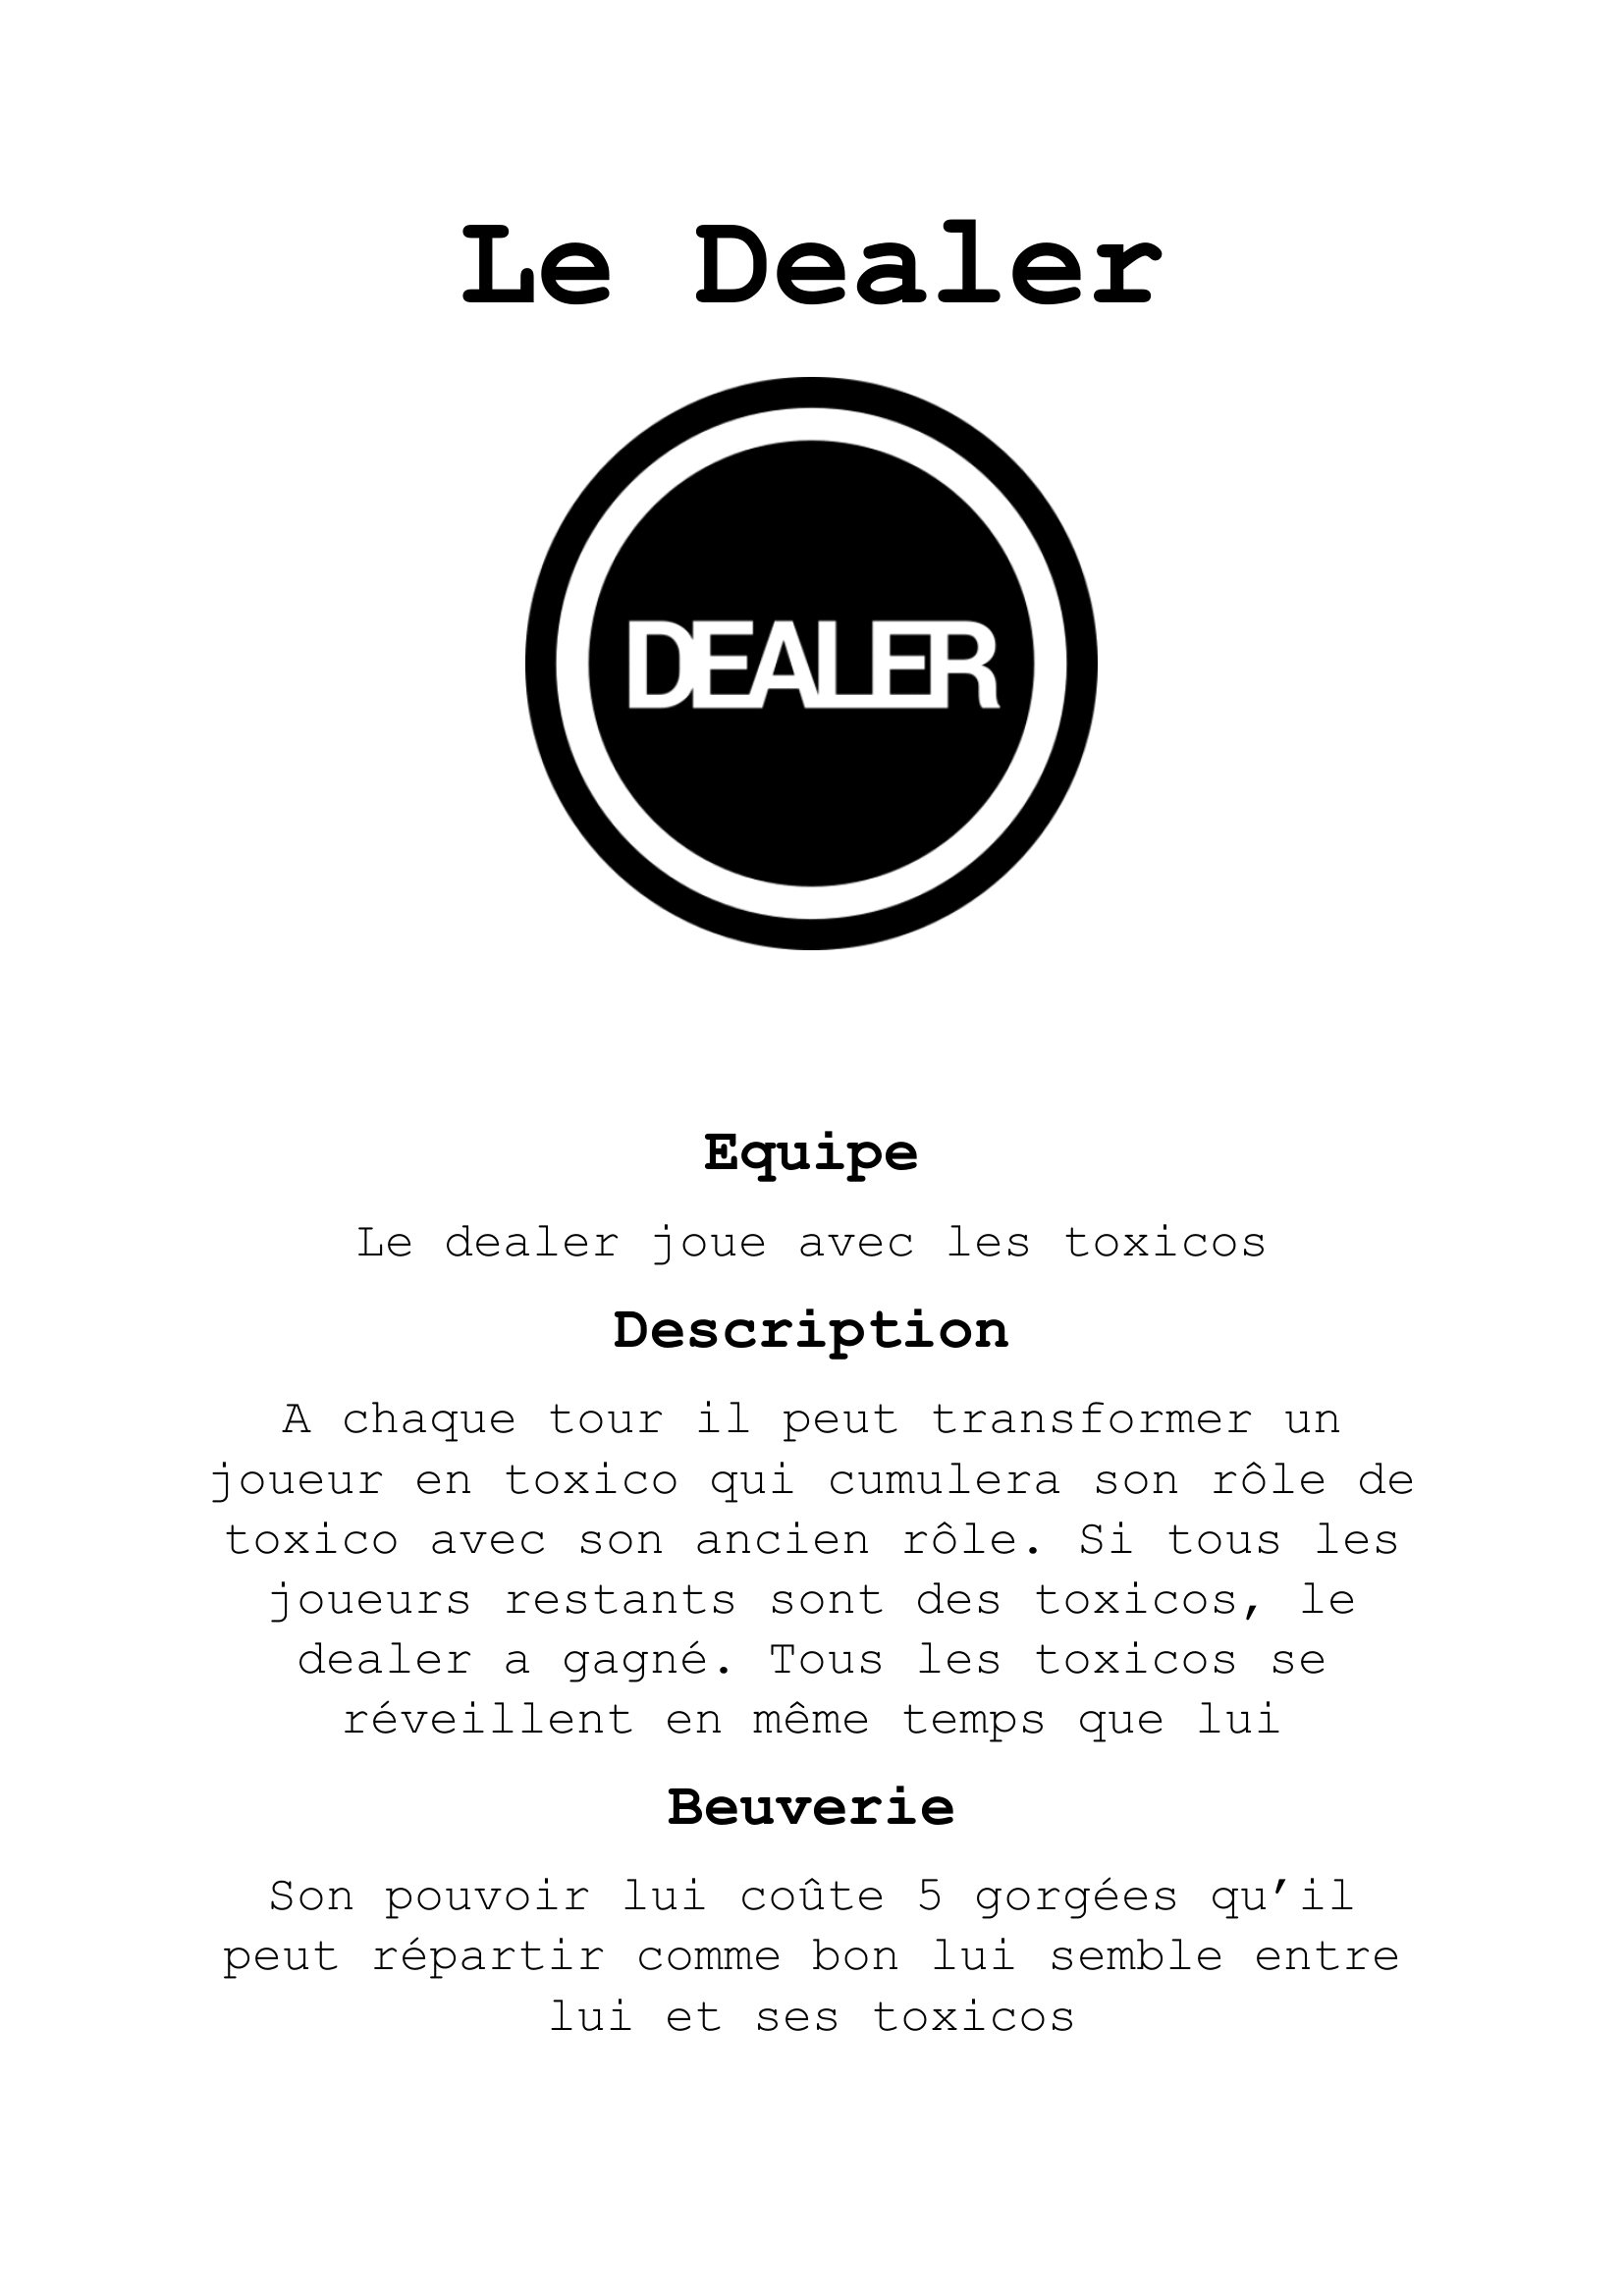 Le Dealer
DEALER
Equipe
Le dealer joue avec les toxicos
Description
A chaque tour il peut transformer un
joueur en toxico qui cumulera son rôle de
toxico avec son ancien rôle. Si tous les
joueurs restants sont des toxicos, le
dealer a gagné. Tous les toxicos se
réveillent en même temps que lui
Beuverie
Son pouvoir lui coûte 5 gorgées qu’il
peut répartir comme bon lui semble entre
lui et ses toxicos